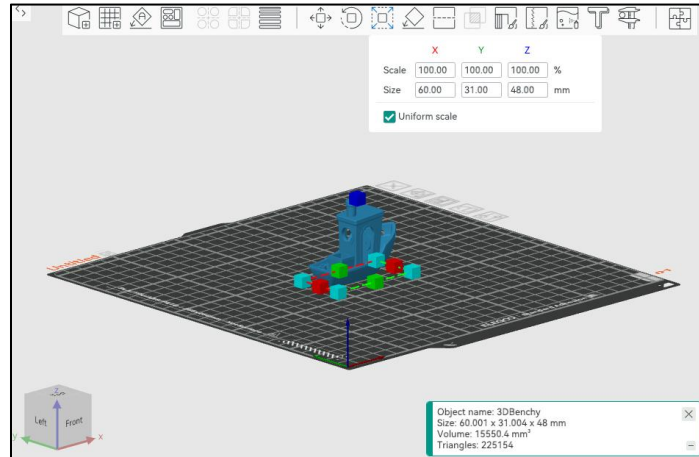 X Y Z
Scale 100.00 100.00 100.00 %
Size 60.00 31.00 48.00 mm
Uniform scale
Untitled
Left Front
Z
y x
Object name: 3DBenchy
Size: 60.001 x 31.004 x 48 mm
Volume: 15550.4 mm³
Triangles: 225154